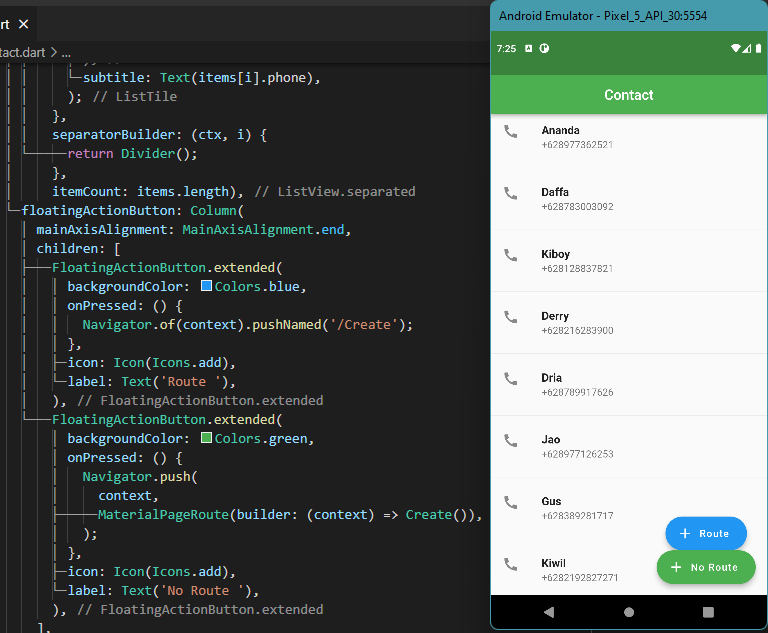 rt ×
tact.dart > ...
subtitle: Text(items[i].phone),
); // ListTile
},
separatorBuilder: (ctx, i) {
return Divider();
},
itemCount: items.length), // ListView.separated
floatingActionButton: Column(
mainAxisAlignment: MainAxisAlignment.end,
children: [
FloatingActionButton.extended(
backgroundColor: Colors.blue,
onPressed: () {
Navigator.of(context).pushNamed('/Create');
},
icon: Icon(Icons.add),
label: Text('Route '),
), // FloatingActionButton.extended
FloatingActionButton.extended(
backgroundColor: Colors.green,
onPressed: () {
Navigator.push(
context,
MaterialPageRoute(builder: (context) => Create()),
);
},
icon: Icon(Icons.add),
label: Text('No Route '),
), // FloatingActionButton.extended
],
Android Emulator - Pixel_5_API_30:5554
7:25
Contact
Ananda
+628977362521
Daffa
+628783003092
Kiboy
+628128837821
Derry
+628216283900
Dria
+628789917626
Jao
+628977126253
Gus
+628389281717
Kiwil
+6282192827271
+ Route
+ No Route